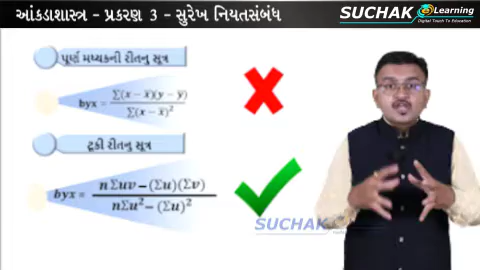 આંકડાશાસ્ત્ર - પ્રકરણ 3 - સુરેખ નિયતસંબંધ
SUCHAK eLearning
Digital Touch To Education
પૂર્ણ મધ્યકની રીતનુ સૂત્ર
byx = ∑(x − x̄)(y − ȳ) / ∑(x − x̄)²
ટૂકી રીતનુ સૂત્ર
byx = nΣuv−(Σu)(Σv) / nΣu²−(Σu)²
SUCHAK